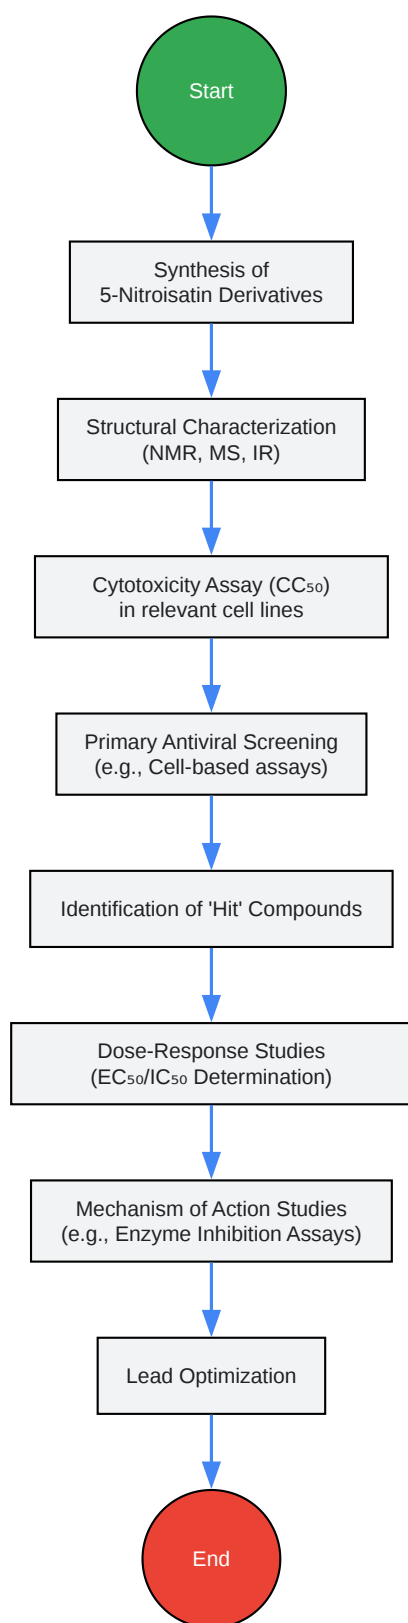 Start
Synthesis of
5-Nitroisatin Derivatives
Structural Characterization
(NMR, MS, IR)
Cytotoxicity Assay (CC₅₀)
in relevant cell lines
Primary Antiviral Screening
(e.g., Cell-based assays)
Identification of 'Hit' Compounds
Dose-Response Studies
(EC₅₀/IC₅₀ Determination)
Mechanism of Action Studies
(e.g., Enzyme Inhibition Assays)
Lead Optimization
End